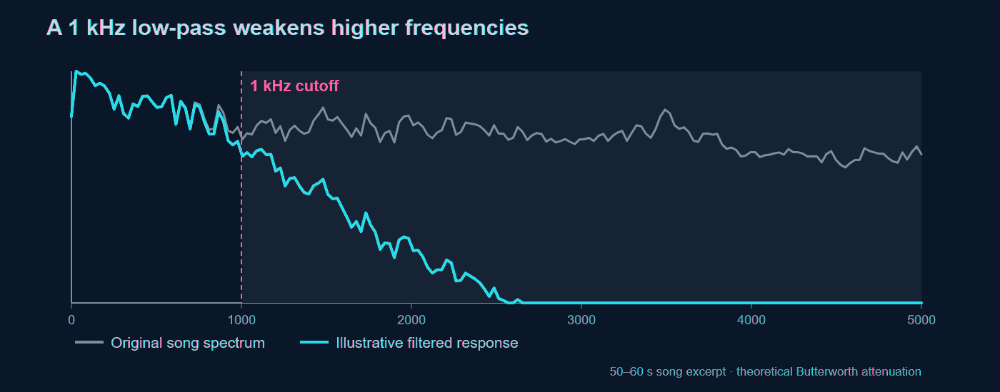 A 1 kHz low-pass weakens higher frequencies
1 kHz cutoff
0 1000 2000 3000 4000 5000
Original song spectrum Illustrative filtered response
50–60 s song excerpt · theoretical Butterworth attenuation